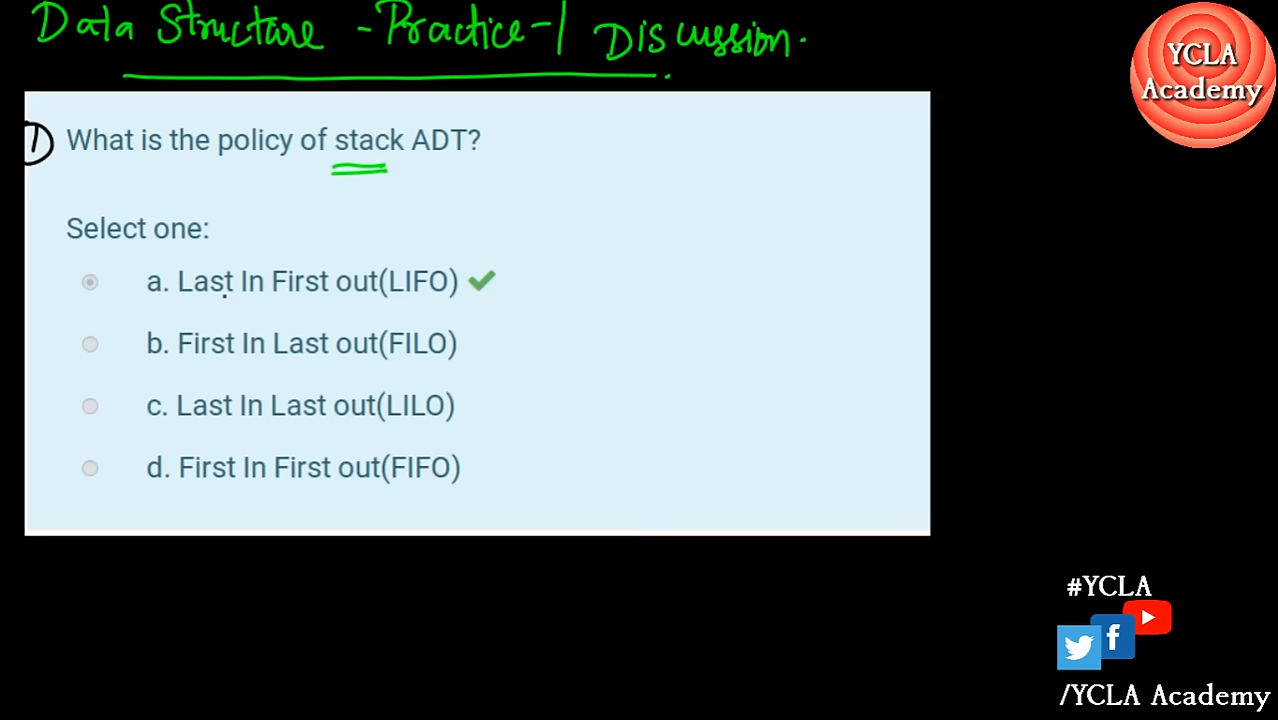 Data Structure - Practice-1 Discussion.
YCLA
Academy
1 What is the policy of stack ADT?
Select one:
a. Last In First out(LIFO)
b. First In Last out(FILO)
c. Last In Last out(LILO)
d. First In First out(FIFO)
#YCLA
f
/YCLA Academy